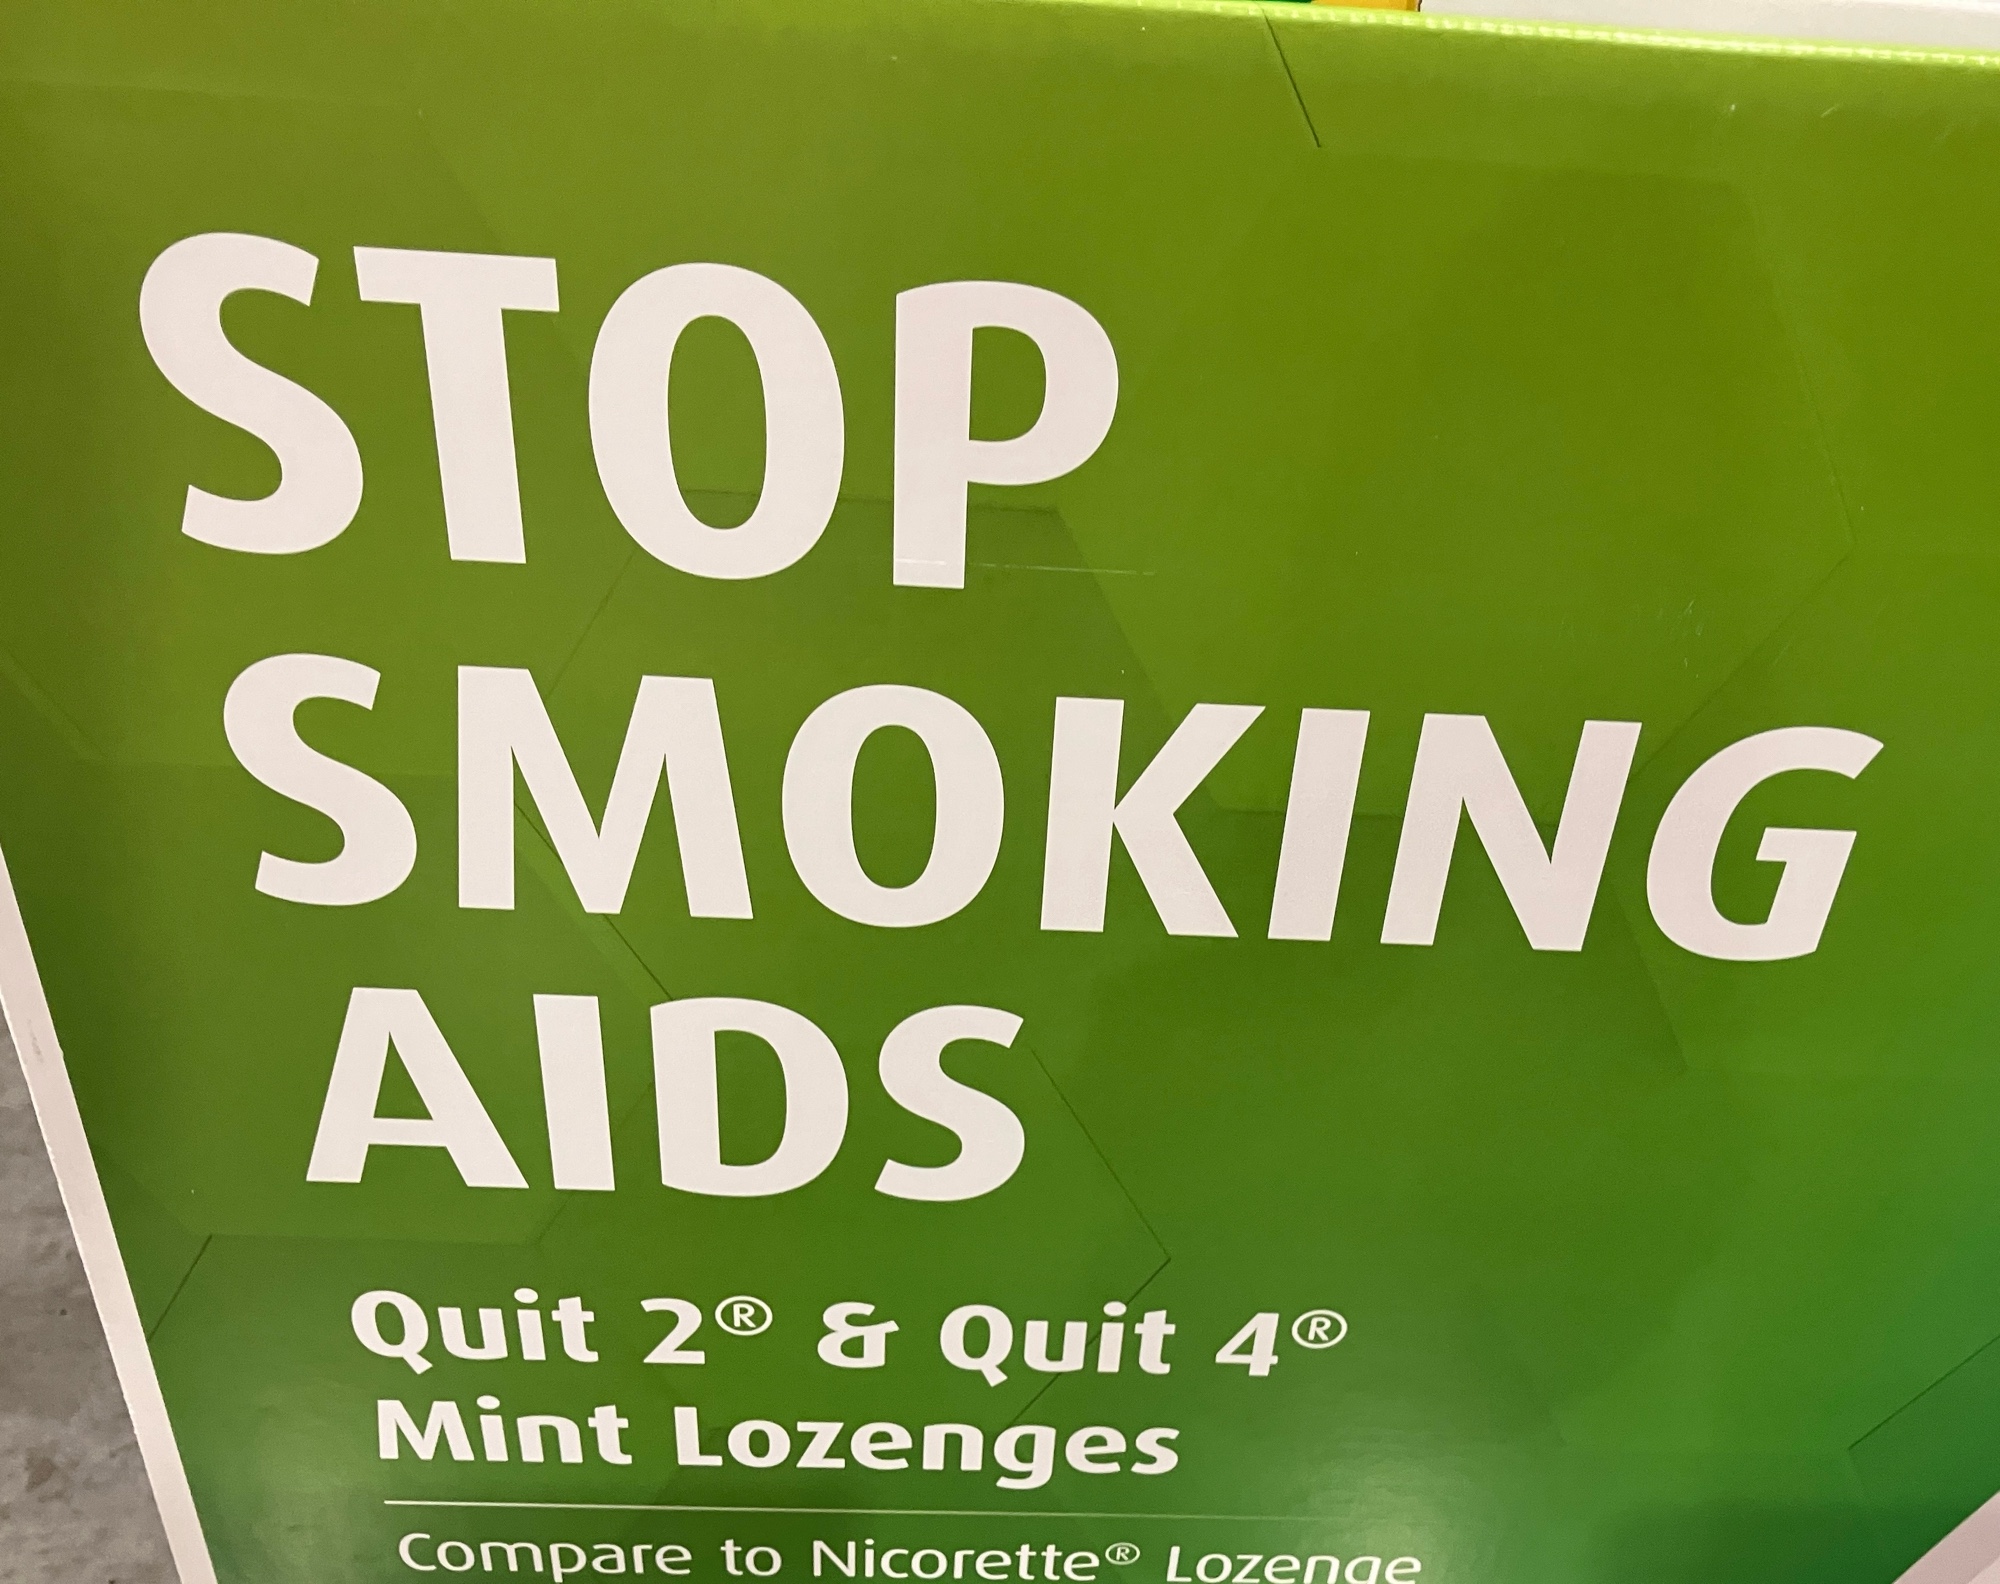 STOP
SMOKING
AIDS
Quit 2® & Quit 4®
Mint Lozenges
Compare to Nicorette® Lozenge